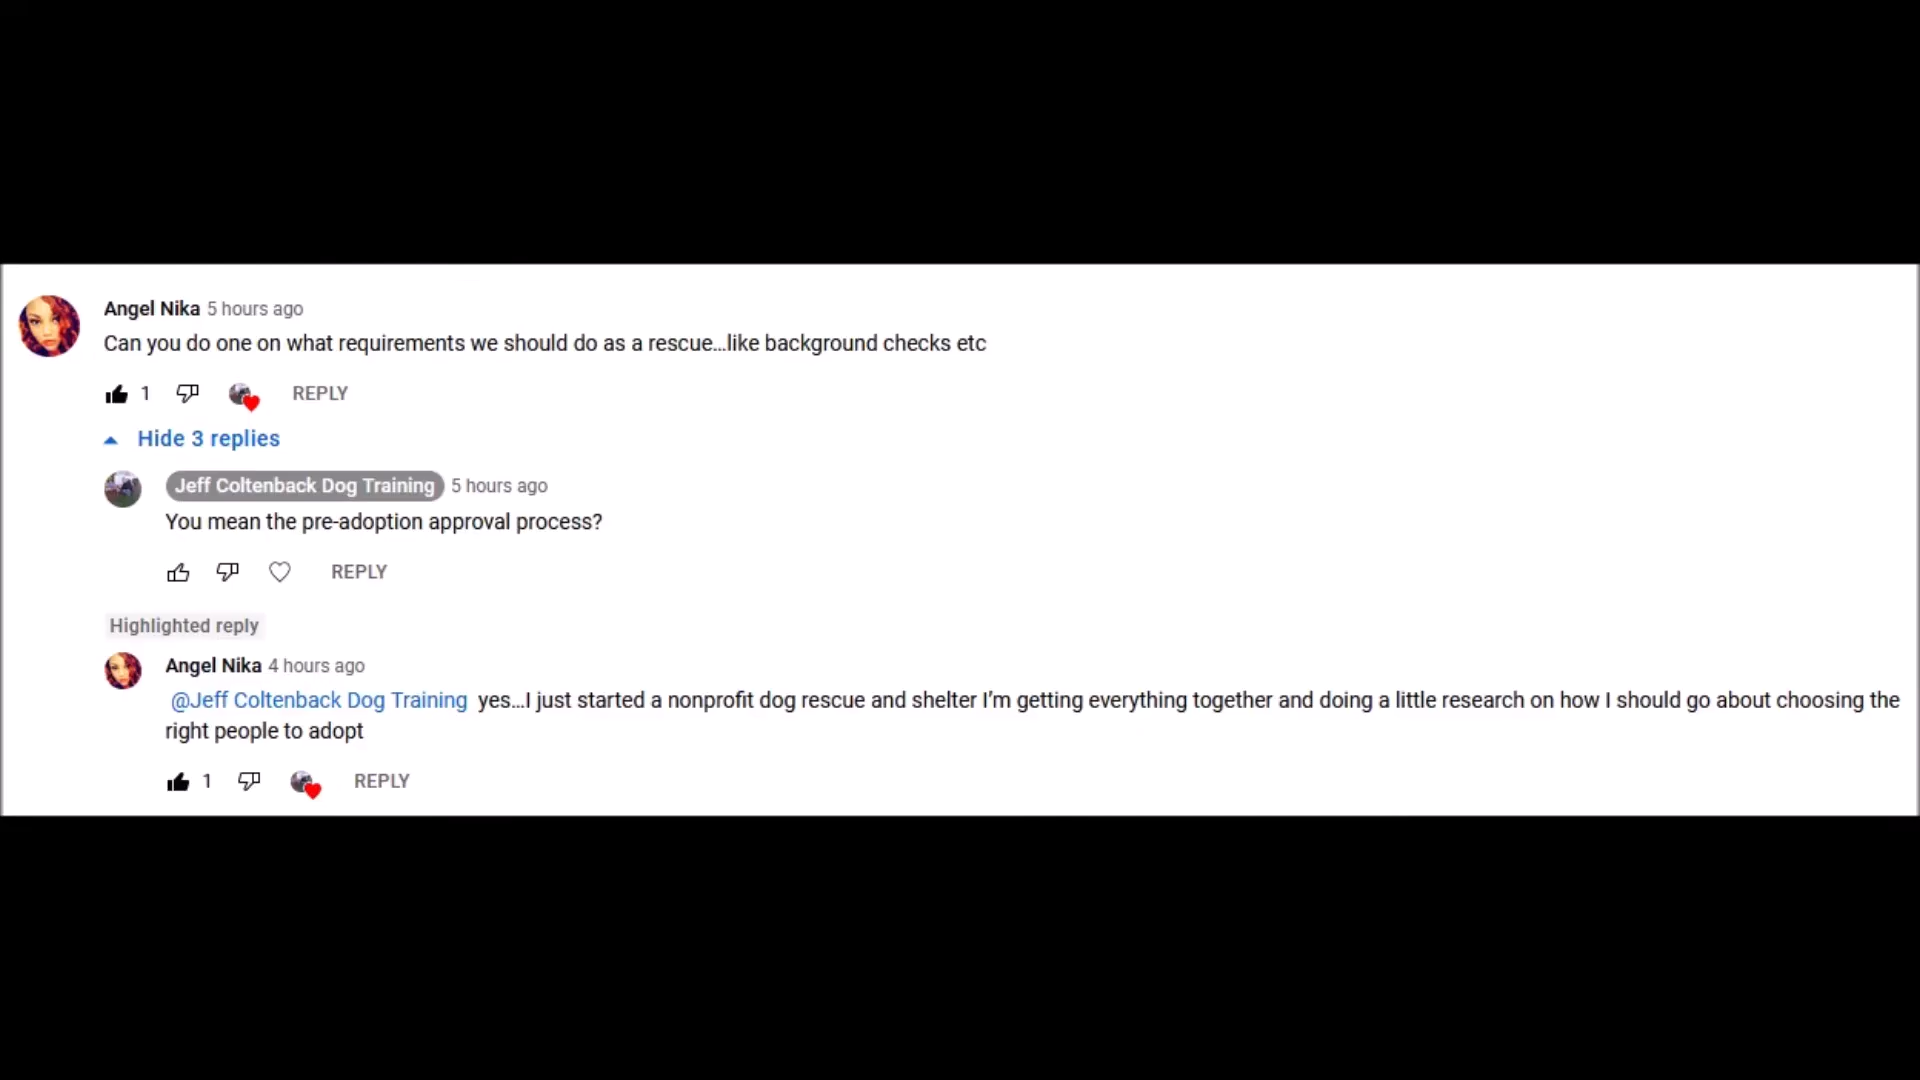 Angel Nika 5 hours ago
Can you do one on what requirements we should do as a rescue...like background checks etc
1 REPLY
Hide 3 replies
Jeff Coltenback Dog Training 5 hours ago
You mean the pre-adoption approval process?
REPLY
Highlighted reply
Angel Nika 4 hours ago
@Jeff Coltenback Dog Training yes...I just started a nonprofit dog rescue and shelter I’m getting everything together and doing a little research on how I should go about choosing the
right people to adopt
1 REPLY